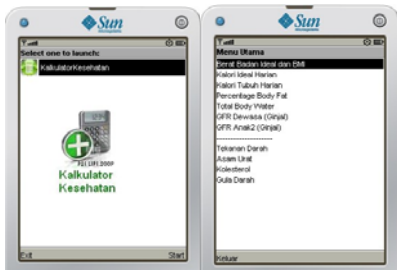 Sun
Select one to launch:
KalkulatorKesehatan
Kalkulator
Kesehatan
Exit
Start
Sun
Menu Utama
Berat Badan Ideal dan BMI
Kalori Ideal Harian
Kalori Tubuh Harian
Percentage Body Fat
Total Body Water
GFR Dewasa (Ginjal)
GFR Anak2 (Ginjal)
--------------------
Tekanan Darah
Asam Urat
Kolesterol
Gula Darah
Keluar